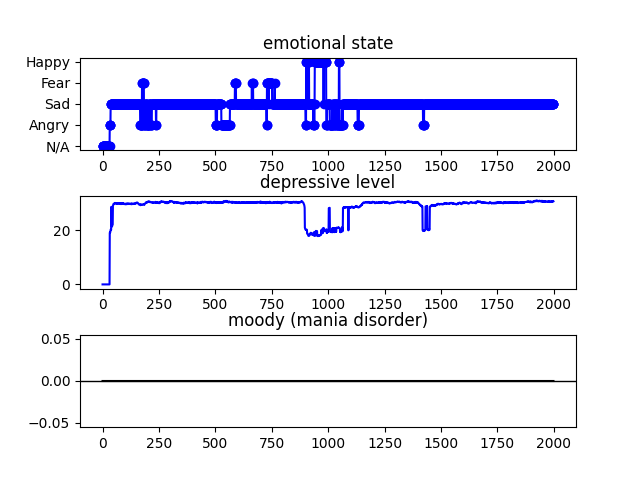 emotional state
Happy
Fear
Sad
Angry
N/A
0 250 500 750 1000 1250 1500 1750 2000
depressive level
20
0
0 250 500 750 1000 1250 1500 1750 2000
moody (mania disorder)
0.05
0.00
−0.05
0 250 500 750 1000 1250 1500 1750 2000